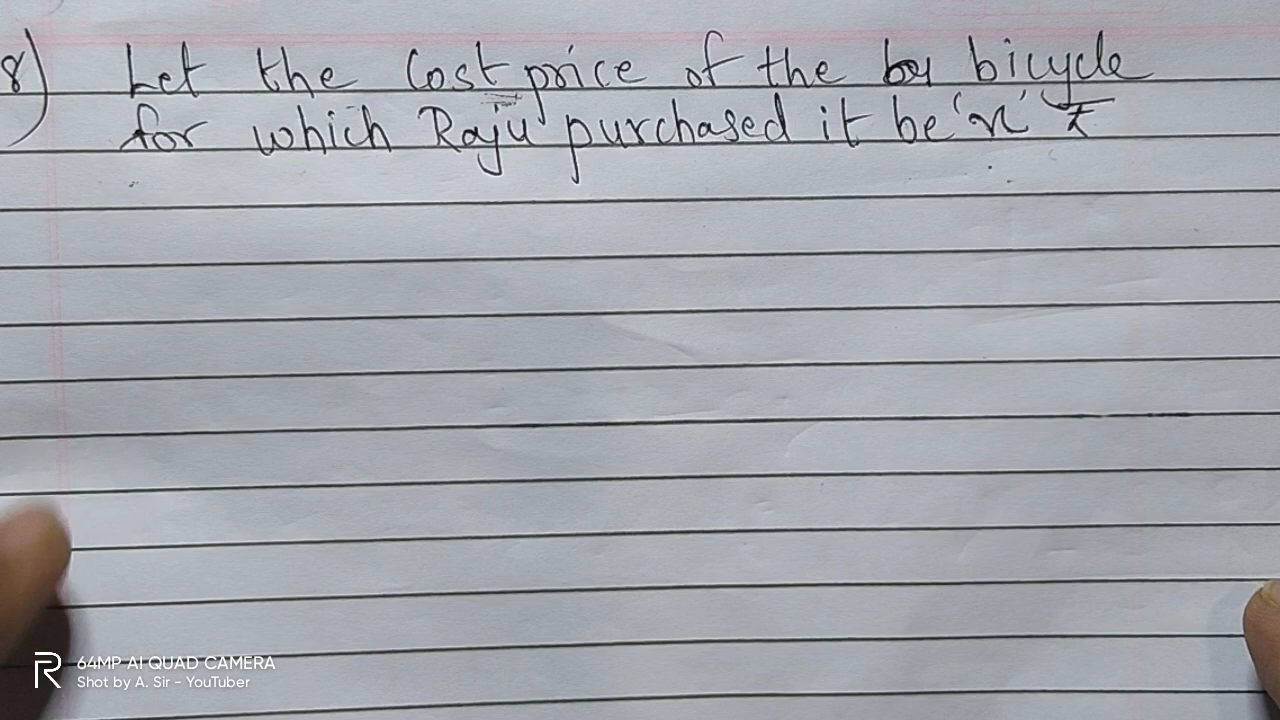 8) Let the Cost price of the bicycle
for which Raju purchased it be 'x' ₹
64MP AI QUAD CAMERA
Shot by A. Sir - YouTuber